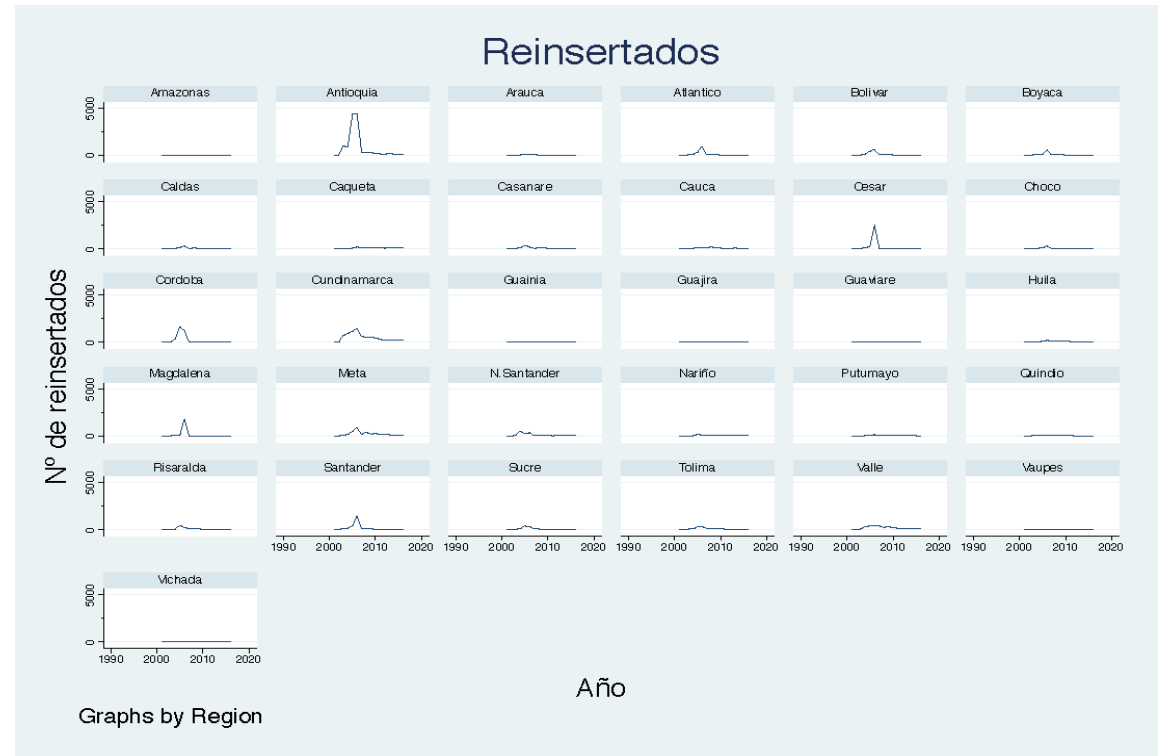 Reinsertados
Amazonas Antioquia Arauca Atlantico Bolivar Boyaca
5000
0
Caldas Caqueta Casanare Cauca Cesar Choco
5000
0
Cordoba Cundinamarca Guainia Guajira Guaviare Huila
5000
0
Nº de reinsertados
Magdalena Meta N. Santander Nariño Putumayo Quindio
5000
0
Risaralda Santander Sucre Tolima Valle Vaupes
5000
0
1990 2000 2010 2020 1990 2000 2010 2020 1990 2000 2010 2020 1990 2000 2010 2020 1990 2000 2010 2020
Vichada
5000
0
1990 2000 2010 2020
Año
Graphs by Region